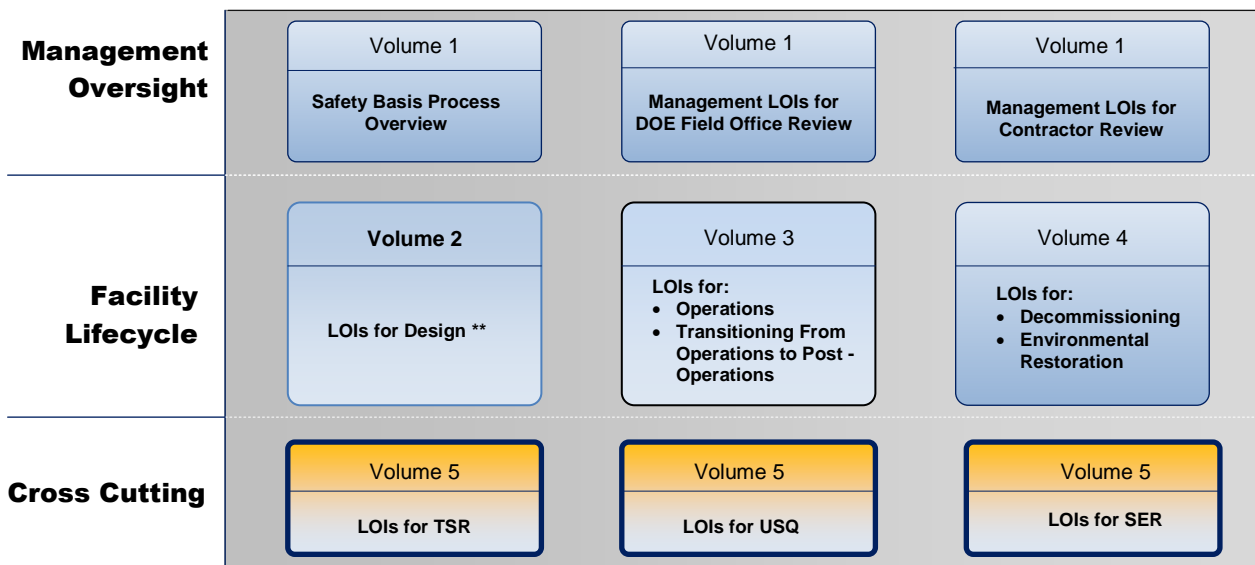 Management
Oversight
Volume 1
Safety Basis Process
Overview
Volume 1
Management LOIs for
DOE Field Office Review
Volume 1
Management LOIs for
Contractor Review
Facility
Lifecycle
Volume 2
LOIs for Design **
Volume 3
LOIs for:
• Operations
• Transitioning From
Operations to Post -
Operations
Volume 4
LOIs for:
• Decommissioning
• Environmental
Restoration
Cross Cutting
Volume 5
LOIs for TSR
Volume 5
LOIs for USQ
Volume 5
LOIs for SER